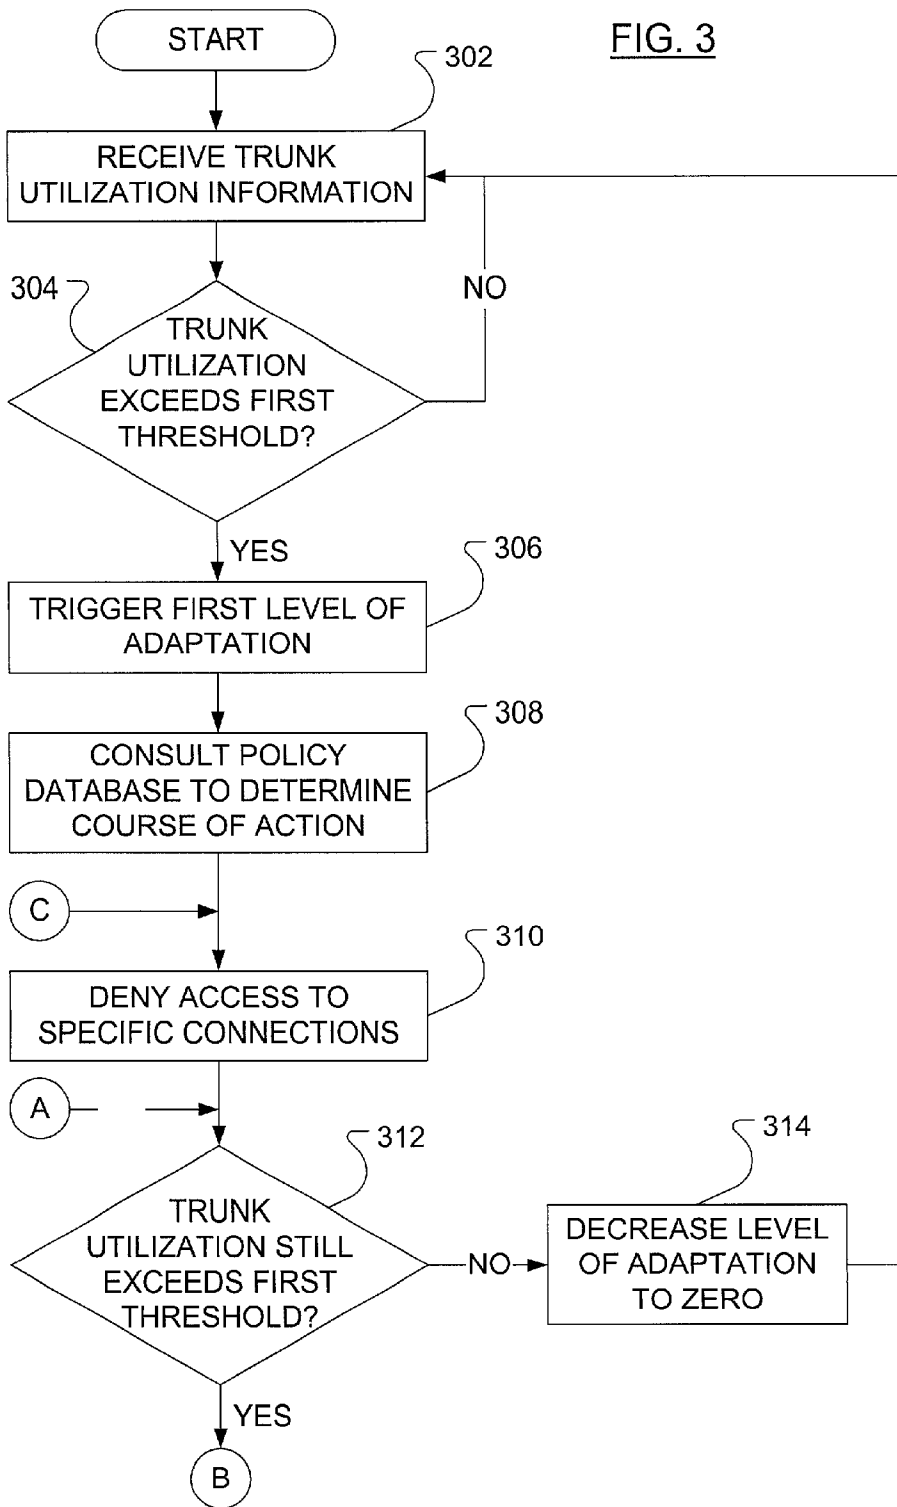 START
FIG. 3
302
RECEIVE TRUNK
UTILIZATION INFORMATION
304
NO
TRUNK
UTILIZATION
EXCEEDS FIRST
THRESHOLD?
YES
306
TRIGGER FIRST LEVEL OF
ADAPTATION
308
CONSULT POLICY
DATABASE TO DETERMINE
COURSE OF ACTION
C
310
DENY ACCESS TO
SPECIFIC CONNECTIONS
A
312
314
TRUNK
UTILIZATION STILL
EXCEEDS FIRST
THRESHOLD?
NO
DECREASE LEVEL
OF ADAPTATION
TO ZERO
YES
B